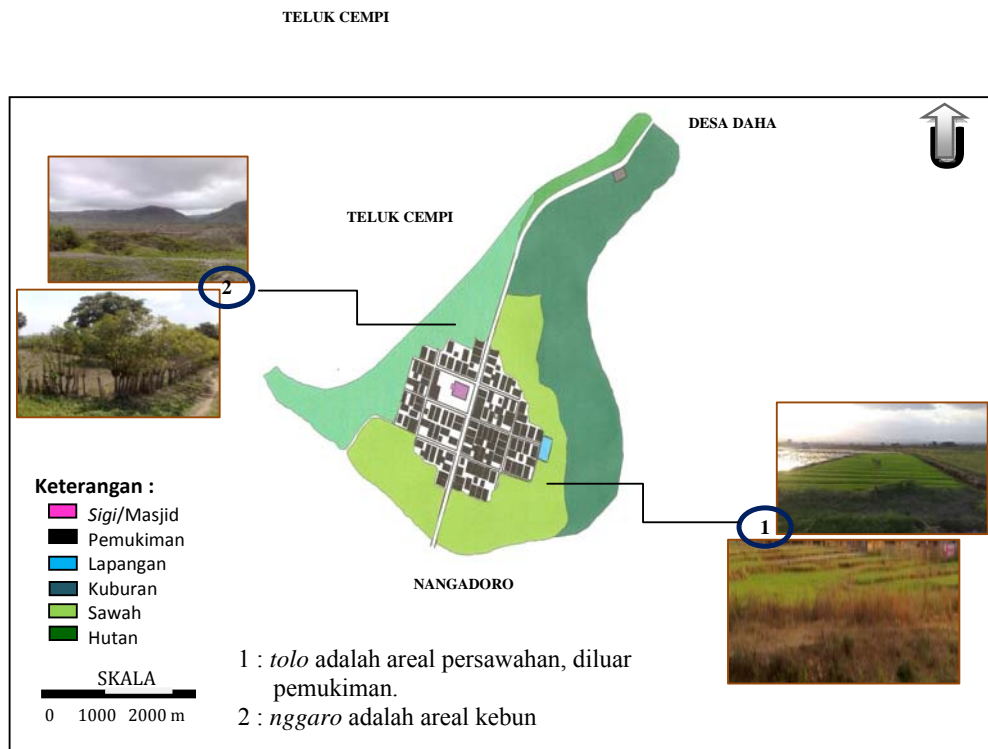 TELUK CEMPI
DESA DAHA
U
TELUK CEMPI
2
1
NANGADORO
Keterangan :
Sigi/Masjid
Pemukiman
Lapangan
Kuburan
Sawah
Hutan
SKALA
0 1000 2000 m
1 : tolo adalah areal persawahan, diluar
pemukiman.
2 : nggaro adalah areal kebun